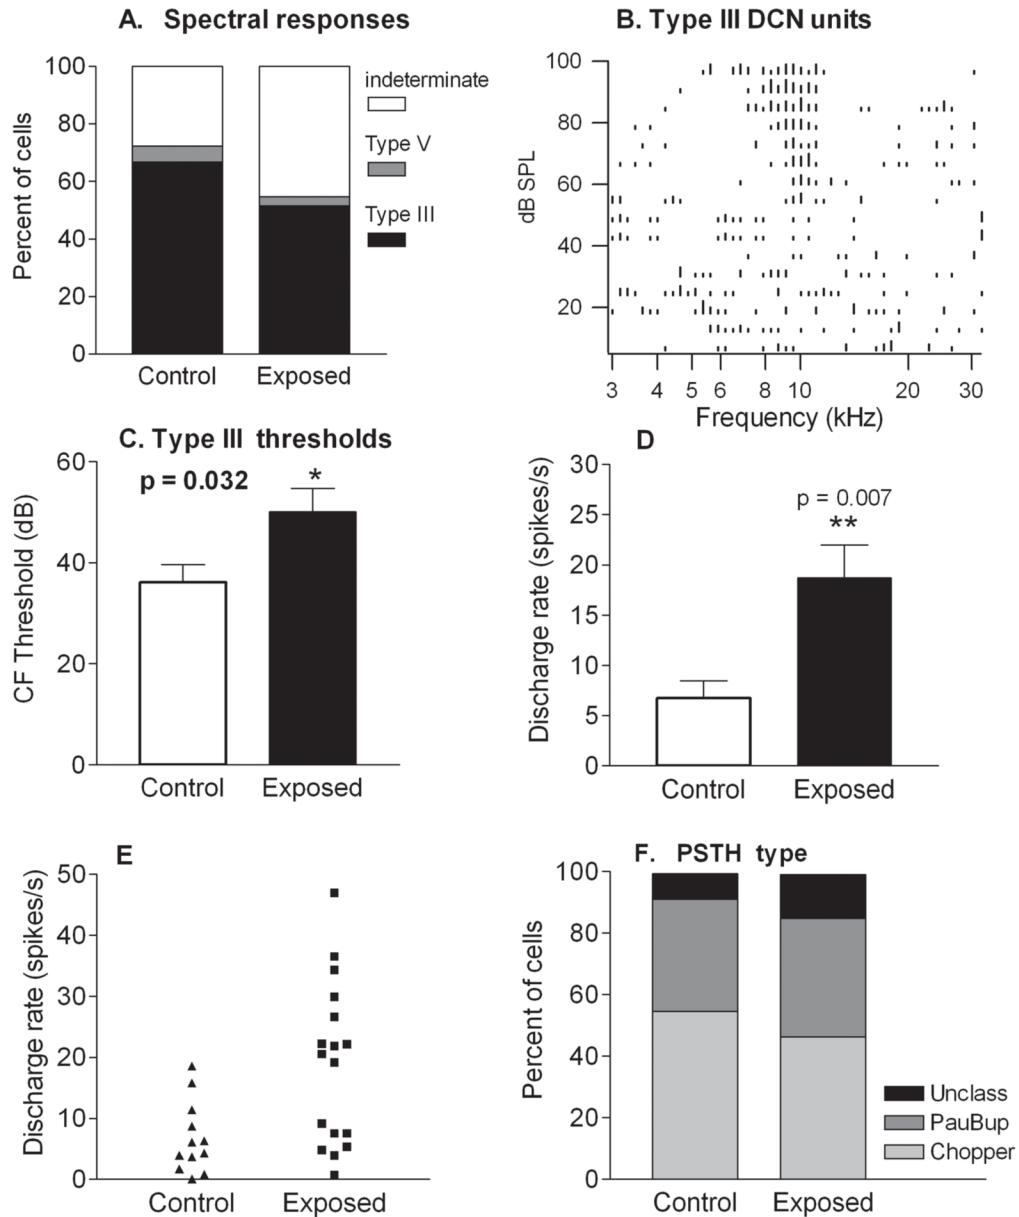 A. Spectral responses
Percent of cells
100
80
60
40
20
0
Control
Exposed
indeterminate
Type V
Type III
B. Type III DCN units
dB SPL
100
80
60
40
20
3 4 5 6 8 10 20 30
Frequency (kHz)
C. Type III thresholds
p = 0.032
*
CF Threshold (dB)
60
40
20
0
Control
Exposed
D
p = 0.007
**
Discharge rate (spikes/s)
30
25
20
15
10
5
0
Control
Exposed
E
Discharge rate (spikes/s)
50
40
30
20
10
0
Control
Exposed
F. PSTH type
Percent of cells
100
80
60
40
20
0
Control
Exposed
Unclass
PauBup
Chopper